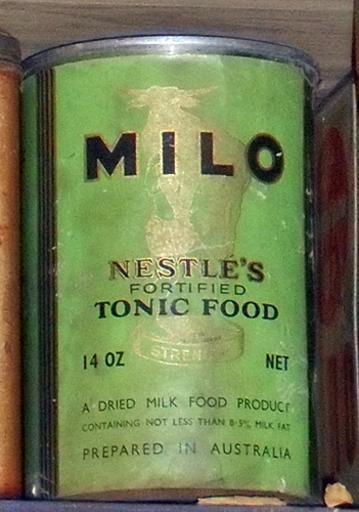 MILO
NESTLÉ'S
FORTIFIED
TONIC FOOD
14 OZ NET
A DRIED MILK FOOD PRODUCT
CONTAINING NOT LESS THAN 8·5% MILK FAT
PREPARED IN AUSTRALIA